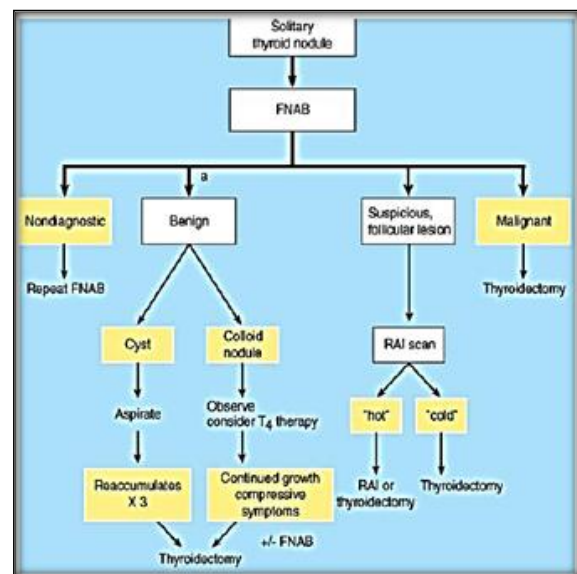 Solitary
thyroid nodule
FNAB
a
Nondiagnostic
Benign
Suspicious,
follicular lesion
Malignant
Repeat FNAB
Thyroidectomy
Cyst
Colloid
nodule
RAI scan
Aspirate
Observe
consider T4 therapy
"hot"
"cold"
Reaccumulates
X 3
Continued growth
compressive
symptoms
RAI or
thyroidectomy
Thyroidectomy
+/- FNAB
Thyroidectomy